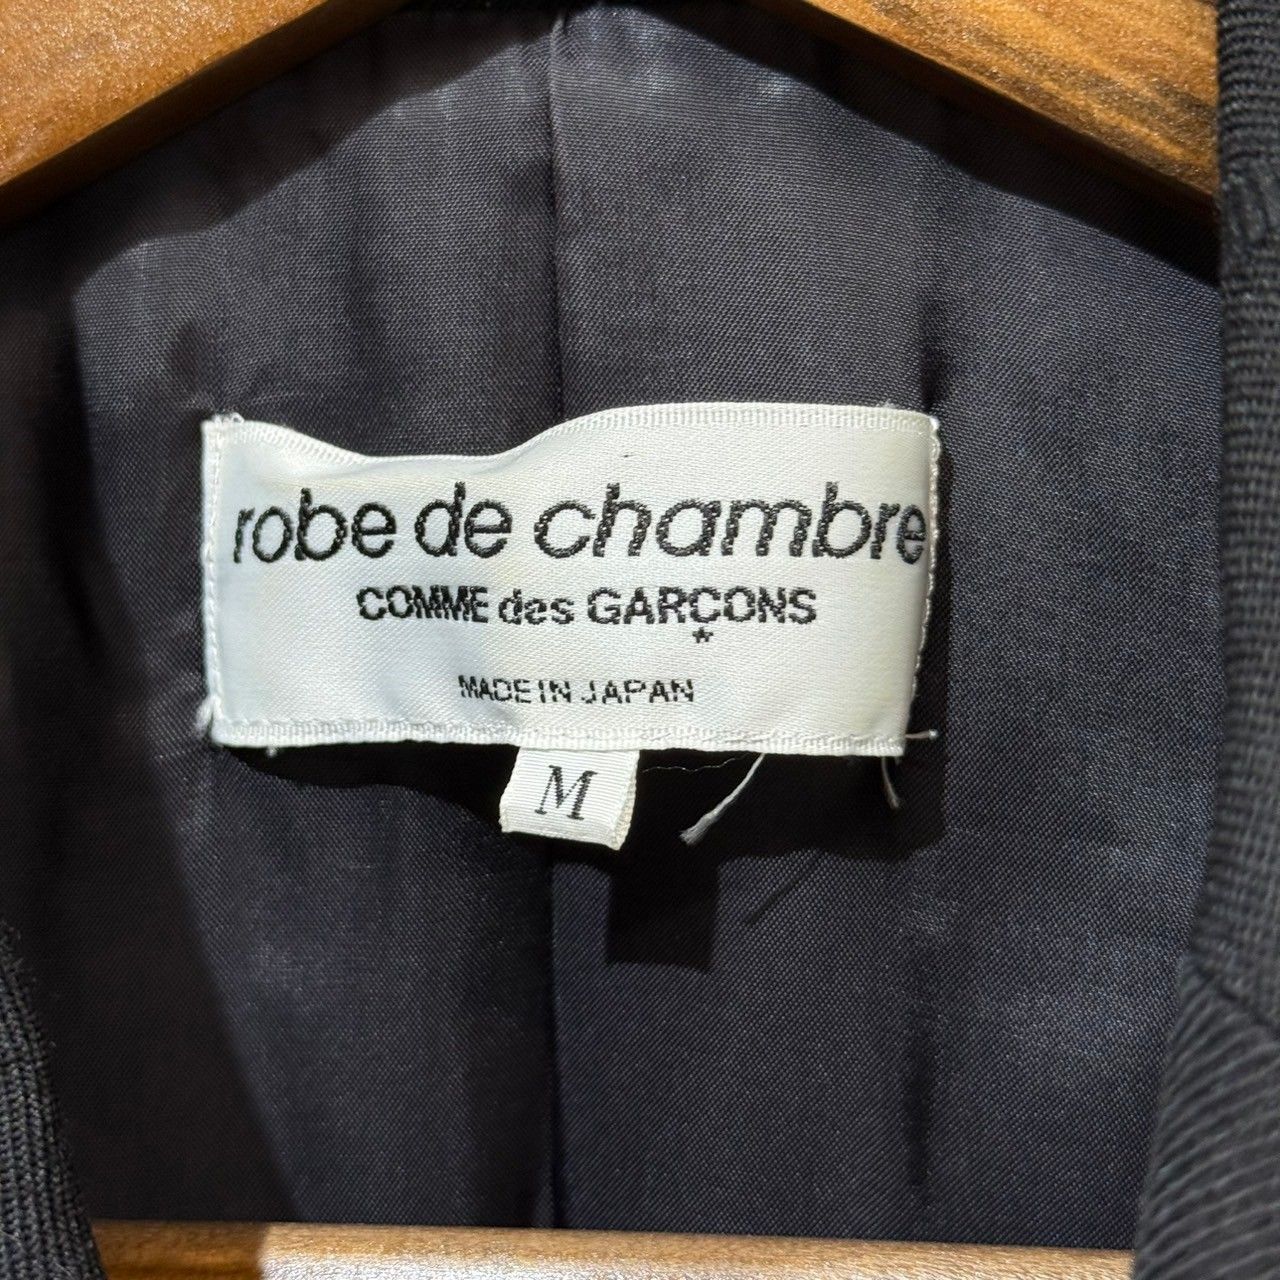 robe de chambre
COMME des GARÇONS
*
MADE IN JAPAN
M